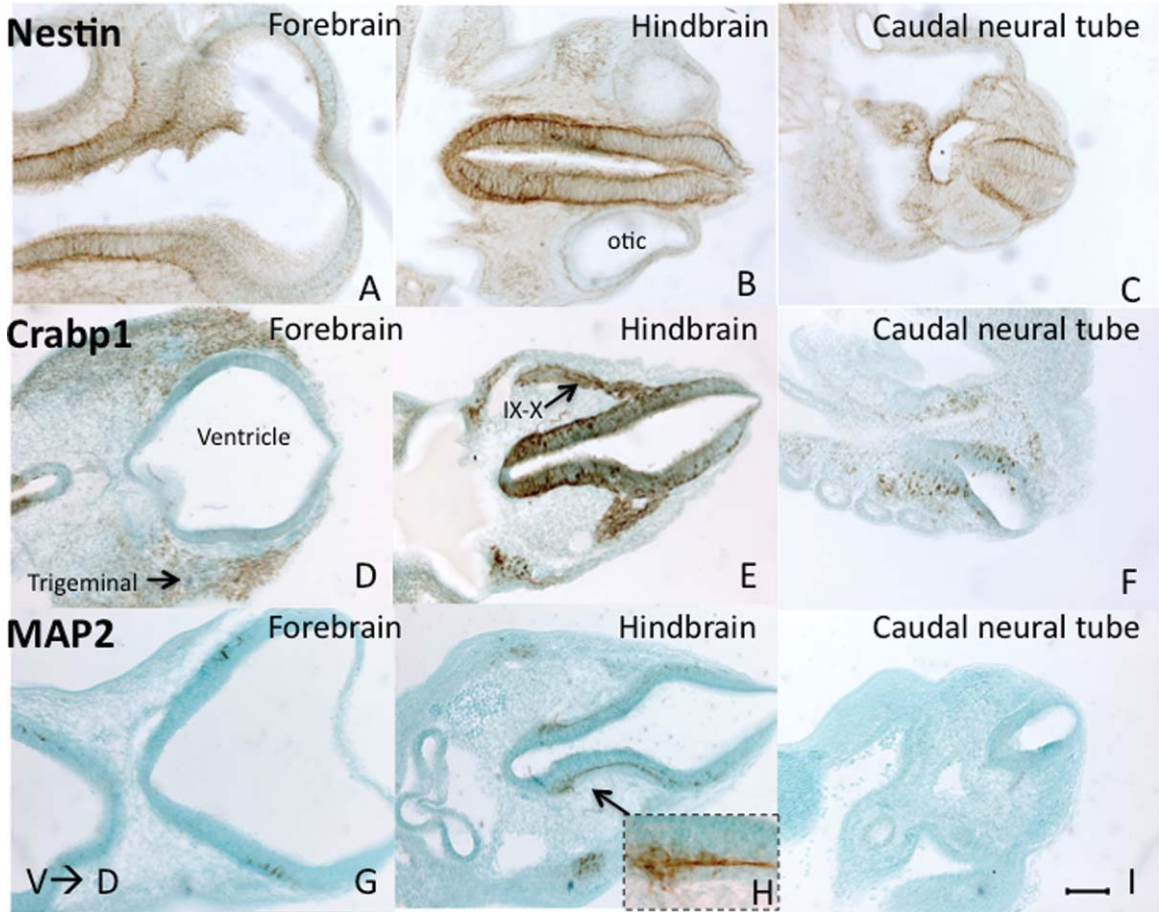 Nestin Forebrain Hindbrain Caudal neural tube
otic
A B C
Crabp1 Forebrain Hindbrain Caudal neural tube
IX-X
Ventricle
Trigeminal D E F
MAP2 Forebrain Hindbrain Caudal neural tube
V→ D G H I